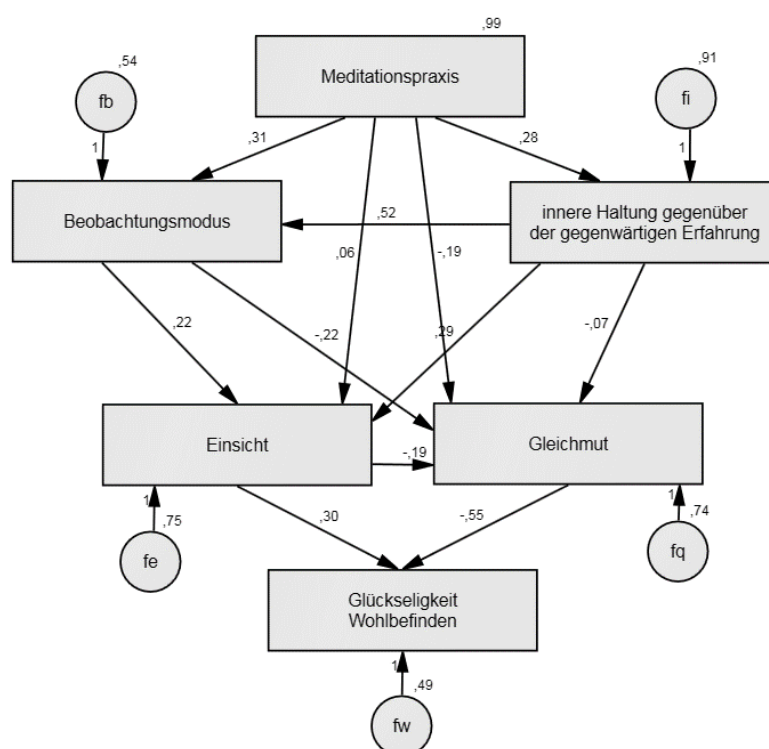 ,99
Meditationspraxis
,54
fb
,91
fi
1
1
,31
,28
Beobachtungsmodus
innere Haltung gegenüber
der gegenwärtigen Erfahrung
,52
,06
-,19
,22
-,22
,29
-,07
Einsicht
Gleichmut
-,19
1
,75
fe
,30
-,55
1
,74
fq
Glückseligkeit
Wohlbefinden
1
,49
fw